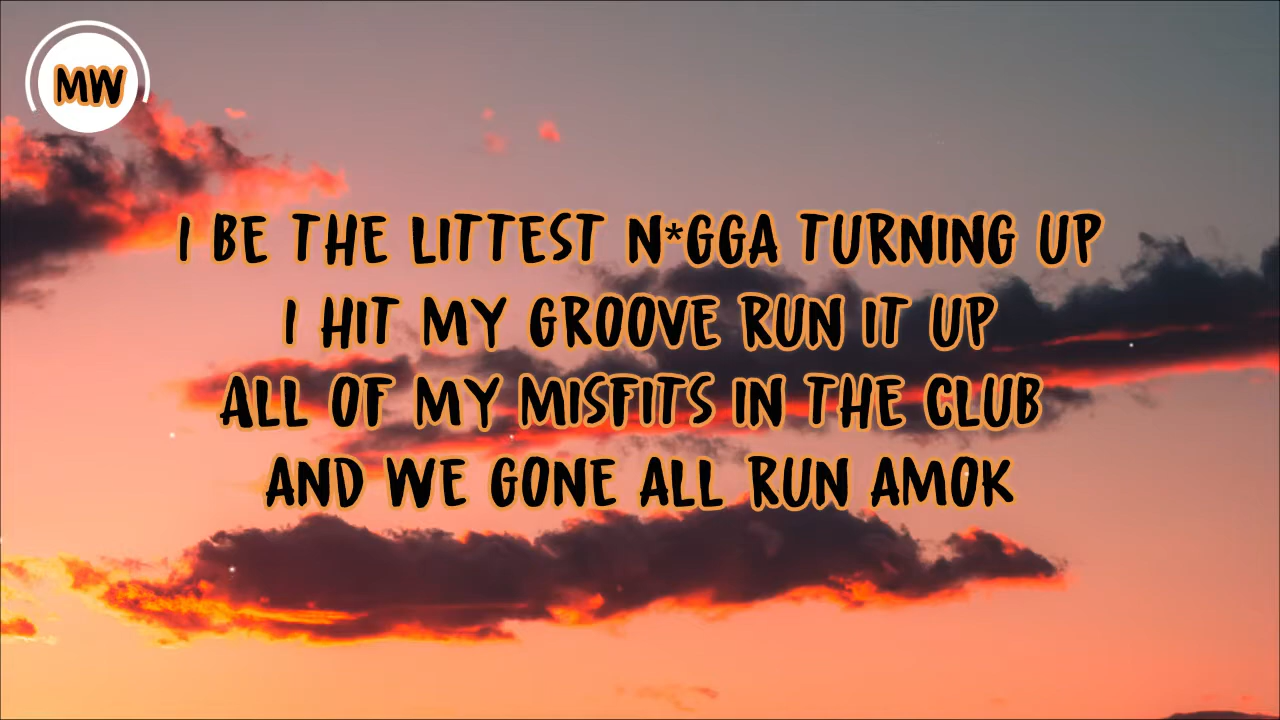 MW
I BE THE LITTEST N*GGA TURNING UP
I HIT MY GROOVE RUN IT UP
ALL OF MY MISFITS IN THE CLUB
AND WE GONE ALL RUN AMOK